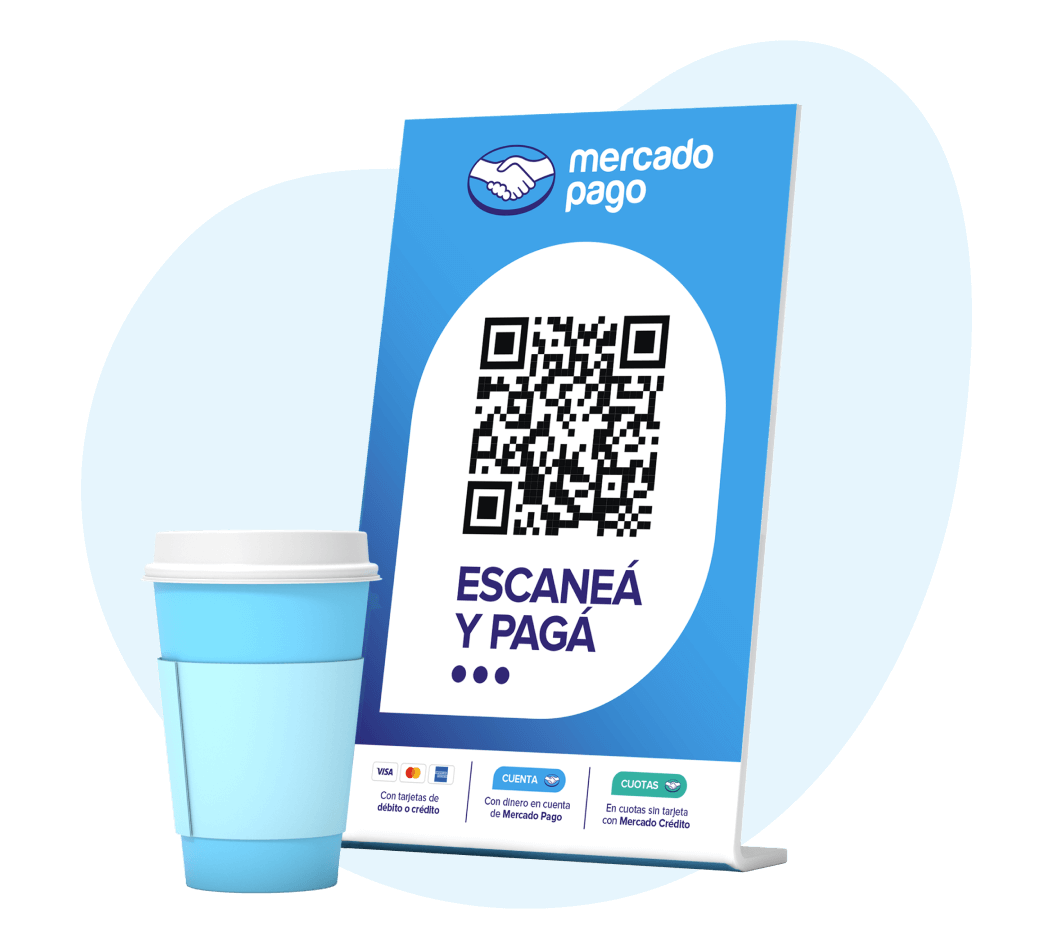 mercado
pago
ESCANEÁ
Y PAGÁ
VISA
Con tarjetas de
débito o crédito
CUENTA
Con dinero en cuenta
de Mercado Pago
CUOTAS
En cuotas sin tarjeta
con Mercado Crédito